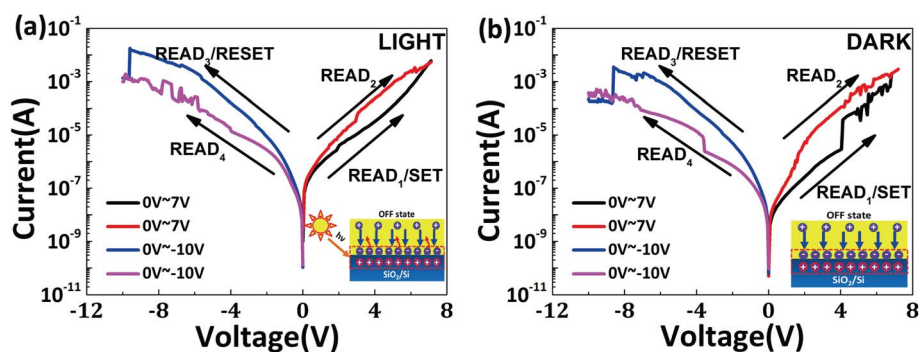 (a)
LIGHT
READ3/RESET
READ2
READ4
READ1/SET
0V~7V
0V~7V
0V~-10V
0V~-10V
hv
OFF state
SiO2/Si
10-1
10-3
10-5
10-7
10-9
10-11
Current(A)
-12 -8 -4 0 4 8
Voltage(V)
(b)
DARK
READ3/RESET
READ2
READ4
READ1/SET
0V~7V
0V~7V
0V~-10V
0V~-10V
OFF state
SiO2/Si
10-1
10-3
10-5
10-7
10-9
10-11
Current(A)
-12 -8 -4 0 4 8
Voltage(V)